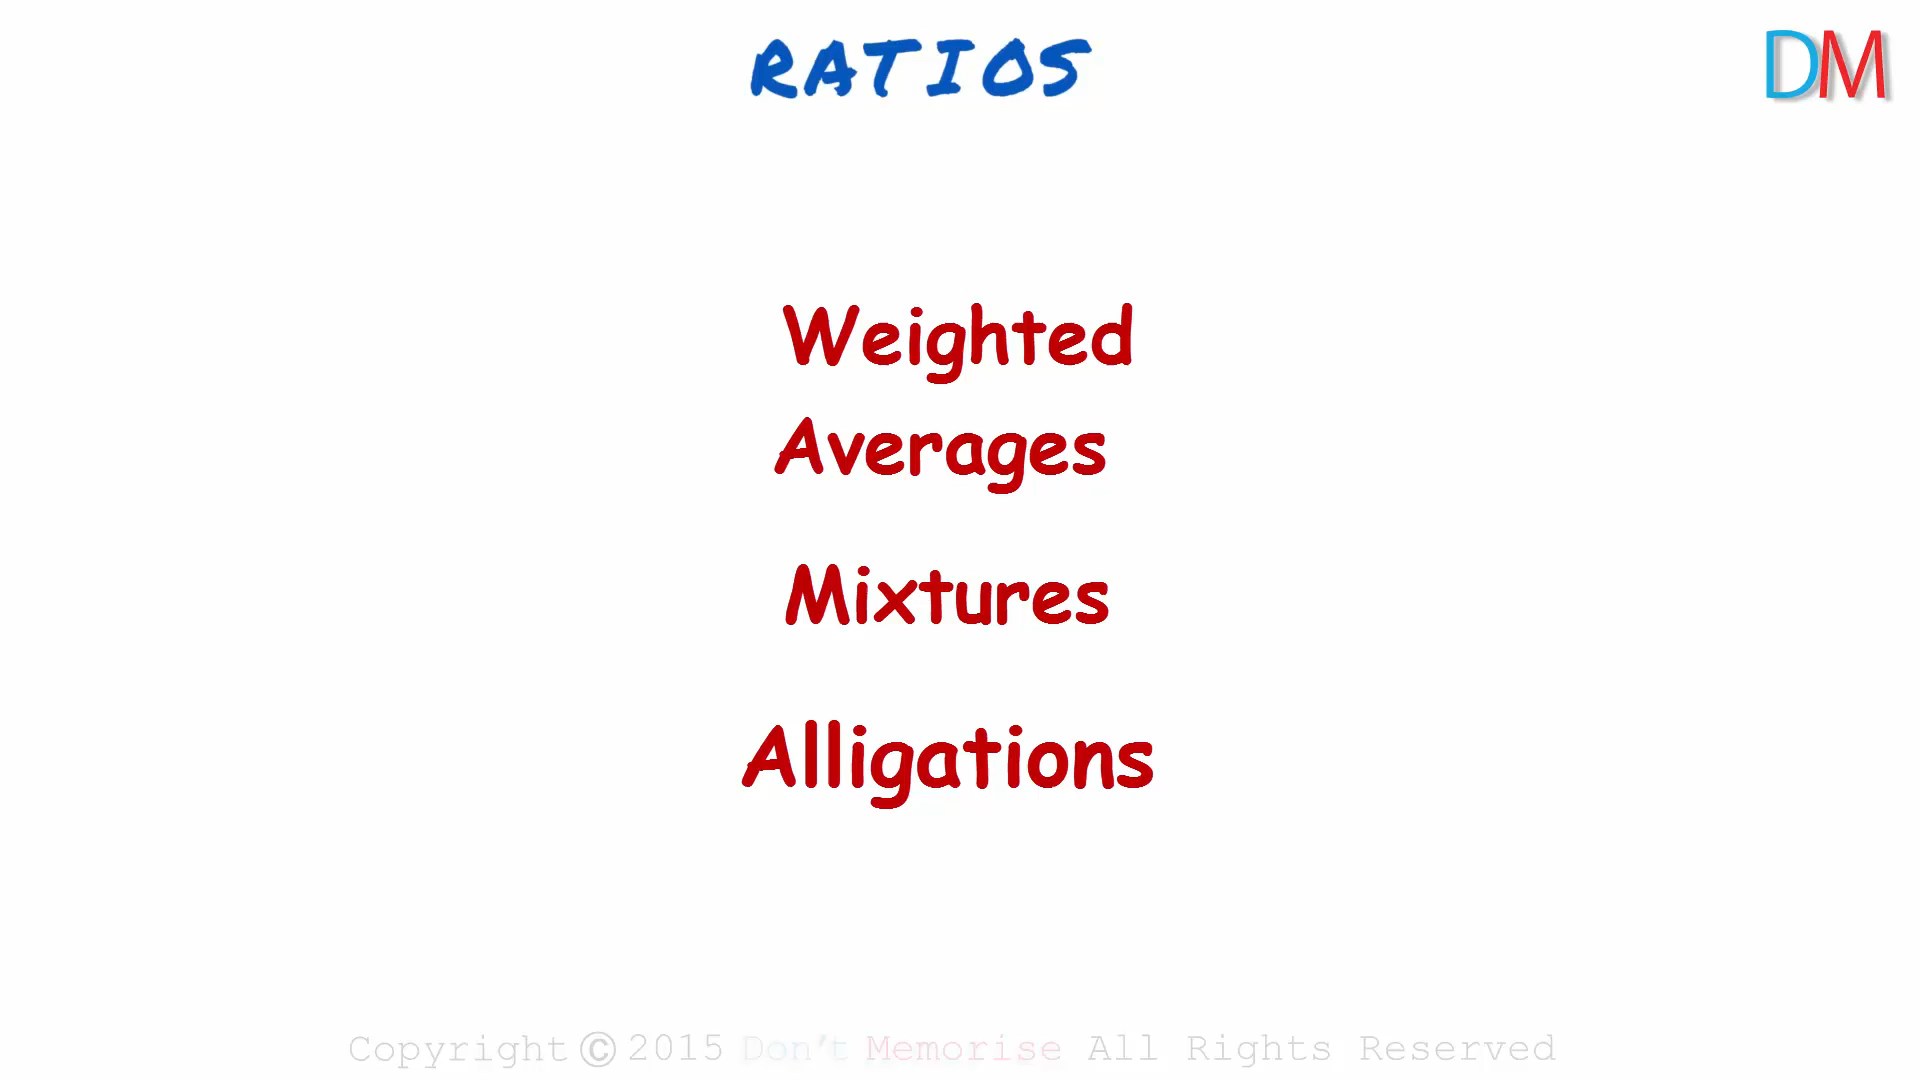 RATIOS
DM
Weighted
Averages
Mixtures
Alligations
Copyright © 2015 Don't Memorise All Rights Reserved